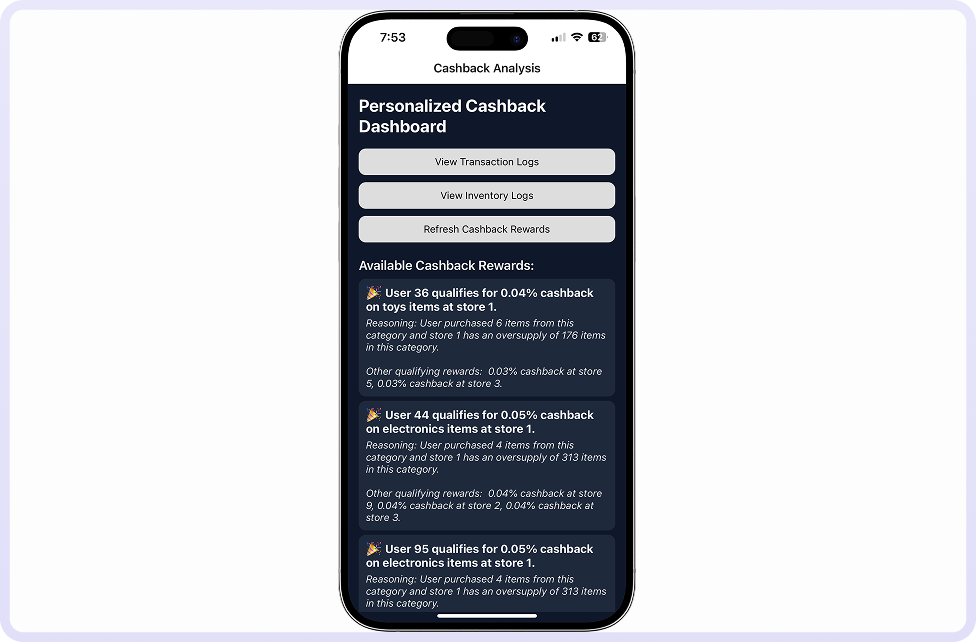 7:53
62
Cashback Analysis
Personalized Cashback
Dashboard
View Transaction Logs
View Inventory Logs
Refresh Cashback Rewards
Available Cashback Rewards:
🎉 User 36 qualifies for 0.04% cashback
on toys items at store 1.
Reasoning: User purchased 6 items from this
category and store 1 has an oversupply of 176 items
in this category.
Other qualifying rewards:  0.03% cashback at store
5, 0.03% cashback at store 3.
🎉 User 44 qualifies for 0.05% cashback
on electronics items at store 1.
Reasoning: User purchased 4 items from this
category and store 1 has an oversupply of 313 items
in this category.
Other qualifying rewards:  0.04% cashback at store
9, 0.04% cashback at store 2, 0.04% cashback at
store 3.
🎉 User 95 qualifies for 0.05% cashback
on electronics items at store 1.
Reasoning: User purchased 4 items from this
category and store 1 has an oversupply of 313 items
in this category.